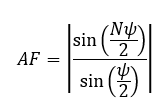 AF = |sin(Nψ/2) / sin(ψ/2)|